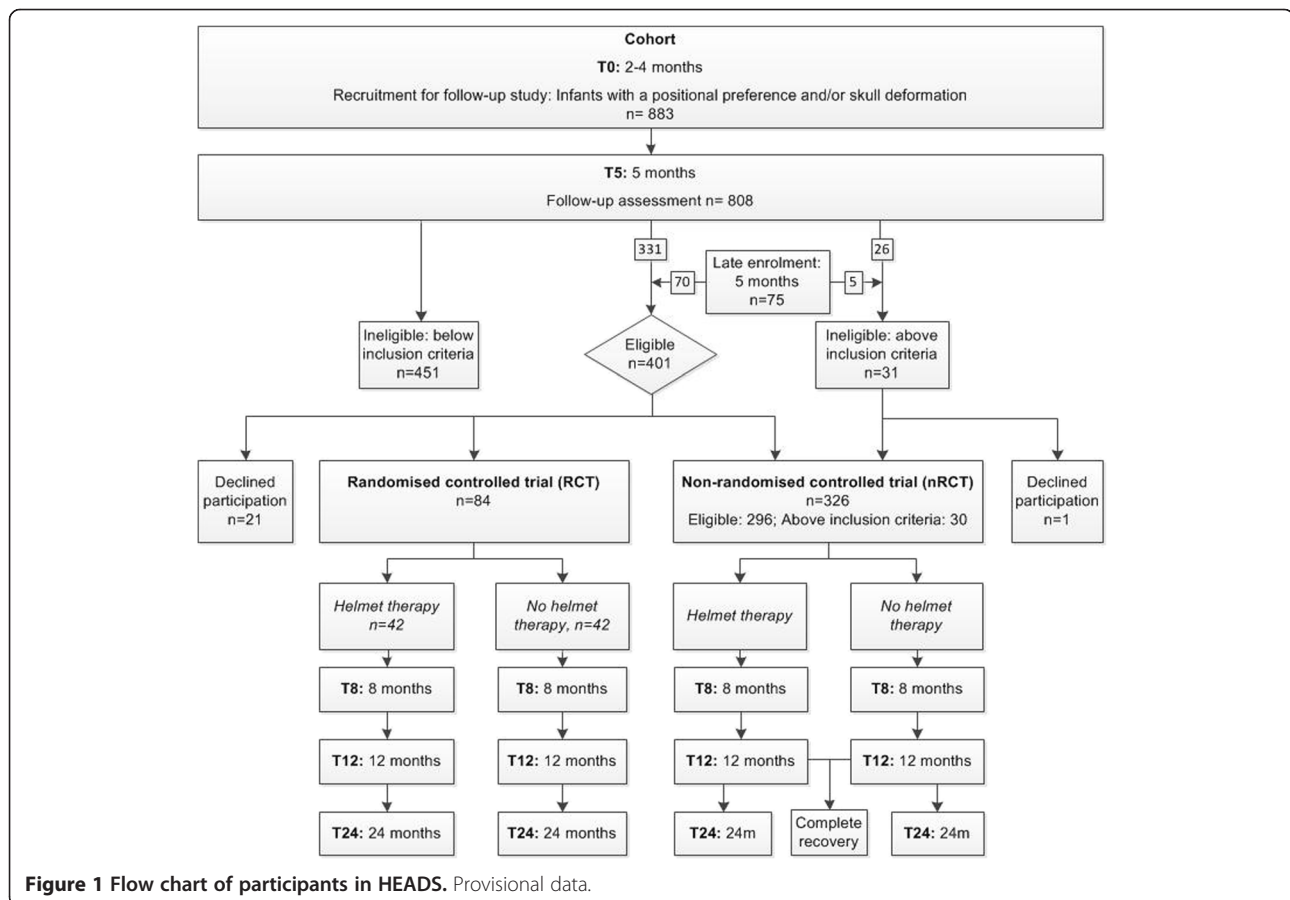 Cohort
T0: 2-4 months
Recruitment for follow-up study: Infants with a positional preference and/or skull deformation
n= 883
T5: 5 months
Follow-up assessment n= 808
331
26
Late enrolment:
5 months
n=75
70
5
Ineligible: below
inclusion criteria
n=451
Eligible
n=401
Ineligible: above
inclusion criteria
n=31
Declined
participation
n=21
Randomised controlled trial (RCT)
n=84
Non-randomised controlled trial (nRCT)
n=326
Eligible: 296; Above inclusion criteria: 30
Declined
participation
n=1
Helmet therapy
n=42
No helmet
therapy, n=42
Helmet therapy
No helmet
therapy
T8: 8 months
T8: 8 months
T8: 8 months
T8: 8 months
T12: 12 months
T12: 12 months
T12: 12 months
T12: 12 months
T24: 24 months
T24: 24 months
T24: 24m
Complete
recovery
T24: 24m
Figure 1 Flow chart of participants in HEADS. Provisional data.